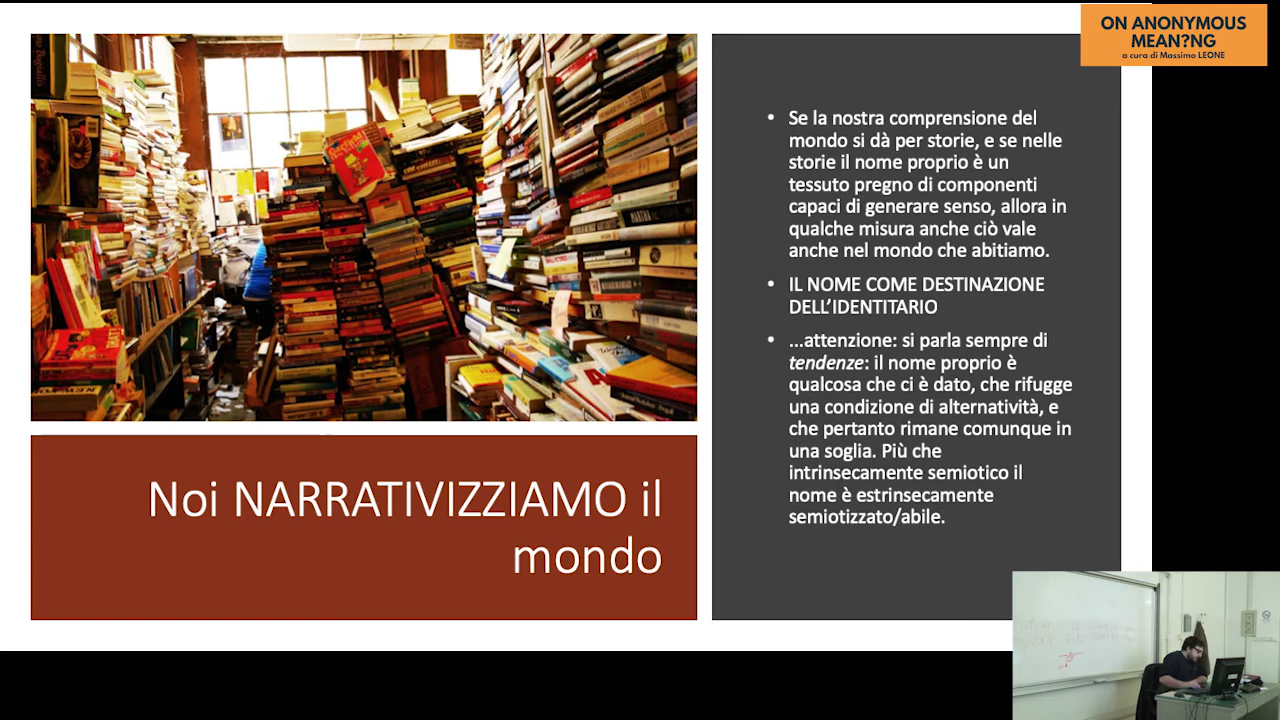 ON ANONYMOUS
MEAN?NG
a cura di Massimo LEONE
• Se la nostra comprensione del
mondo si dà per storie, e se nelle
storie il nome proprio è un
tessuto pregno di componenti
capaci di generare senso, allora in
qualche misura anche ciò vale
anche nel mondo che abitiamo.
• IL NOME COME DESTINAZIONE
DELL’IDENTITARIO
• ...attenzione: si parla sempre di
tendenze: il nome proprio è
qualcosa che ci è dato, che rifugge
una condizione di alternatività, e
che pertanto rimane comunque in
una soglia. Più che
intrinsecamente semiotico il
nome è estrinsecamente
semiotizzato/abile.
Noi NARRATIVIZZIAMO il
mondo